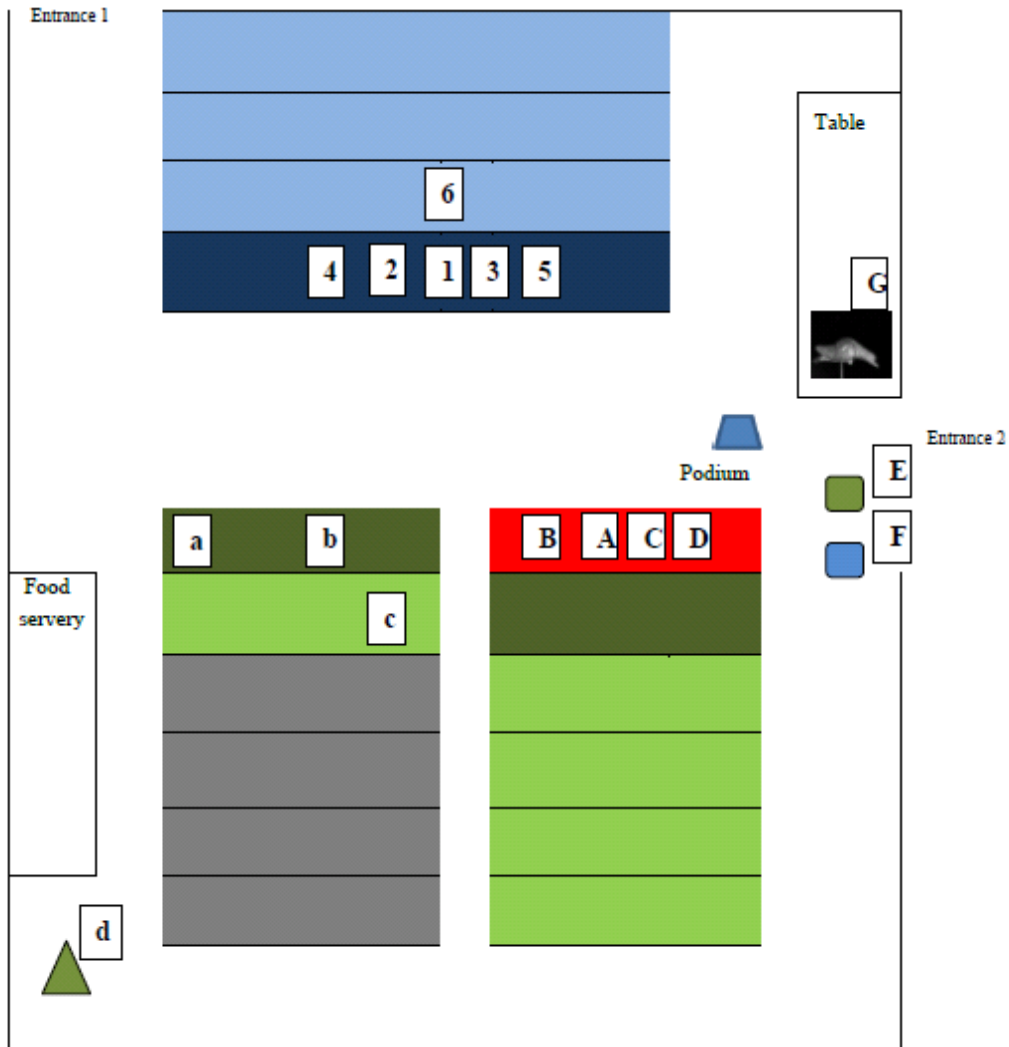 Entrance 1
Table
6
4 2 1 3 5
G
Entrance 2
Podium
E
a b B A C D
F
Food
servery
c
d